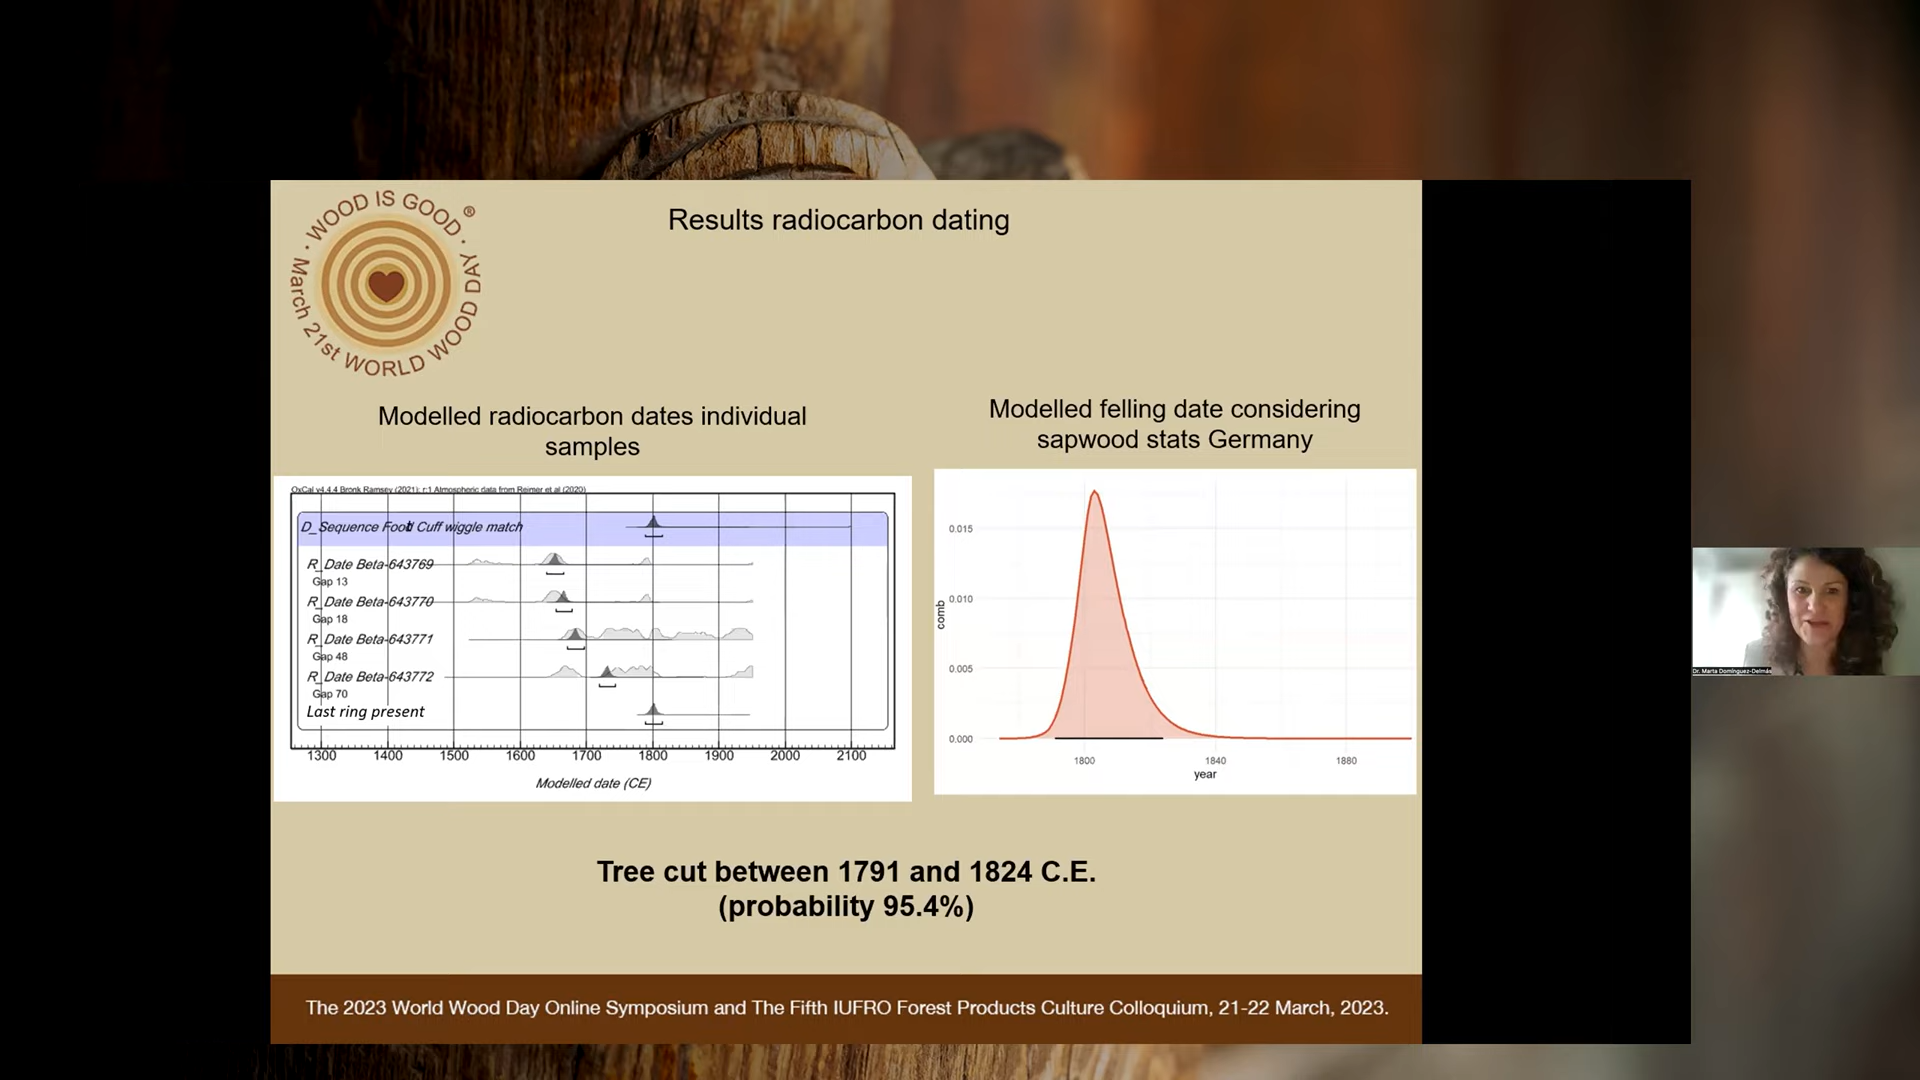 · WOOD IS GOOD ·
®
March 21st WORLD WOOD DAY
Results radiocarbon dating
Modelled radiocarbon dates individual
samples
OxCal v4.4.4 Bronk Ramsey (2021); r:1 Atmospheric data from Reimer et al (2020)
D_Sequence Foot Cuff wiggle match
R_Date Beta-643769
Gap 13
R_Date Beta-643770
Gap 18
R_Date Beta-643771
Gap 48
R_Date Beta-643772
Gap 70
Last ring present
1300 1400 1500 1600 1700 1800 1900 2000 2100
Modelled date (CE)
Modelled felling date considering
sapwood stats Germany
0.015
0.010
0.005
0.000
comb
1800 1840 1880
year
Tree cut between 1791 and 1824 C.E.
(probability 95.4%)
The 2023 World Wood Day Online Symposium and The Fifth IUFRO Forest Products Culture Colloquium, 21-22 March, 2023.
Dr. Marta Domínguez-Delmás